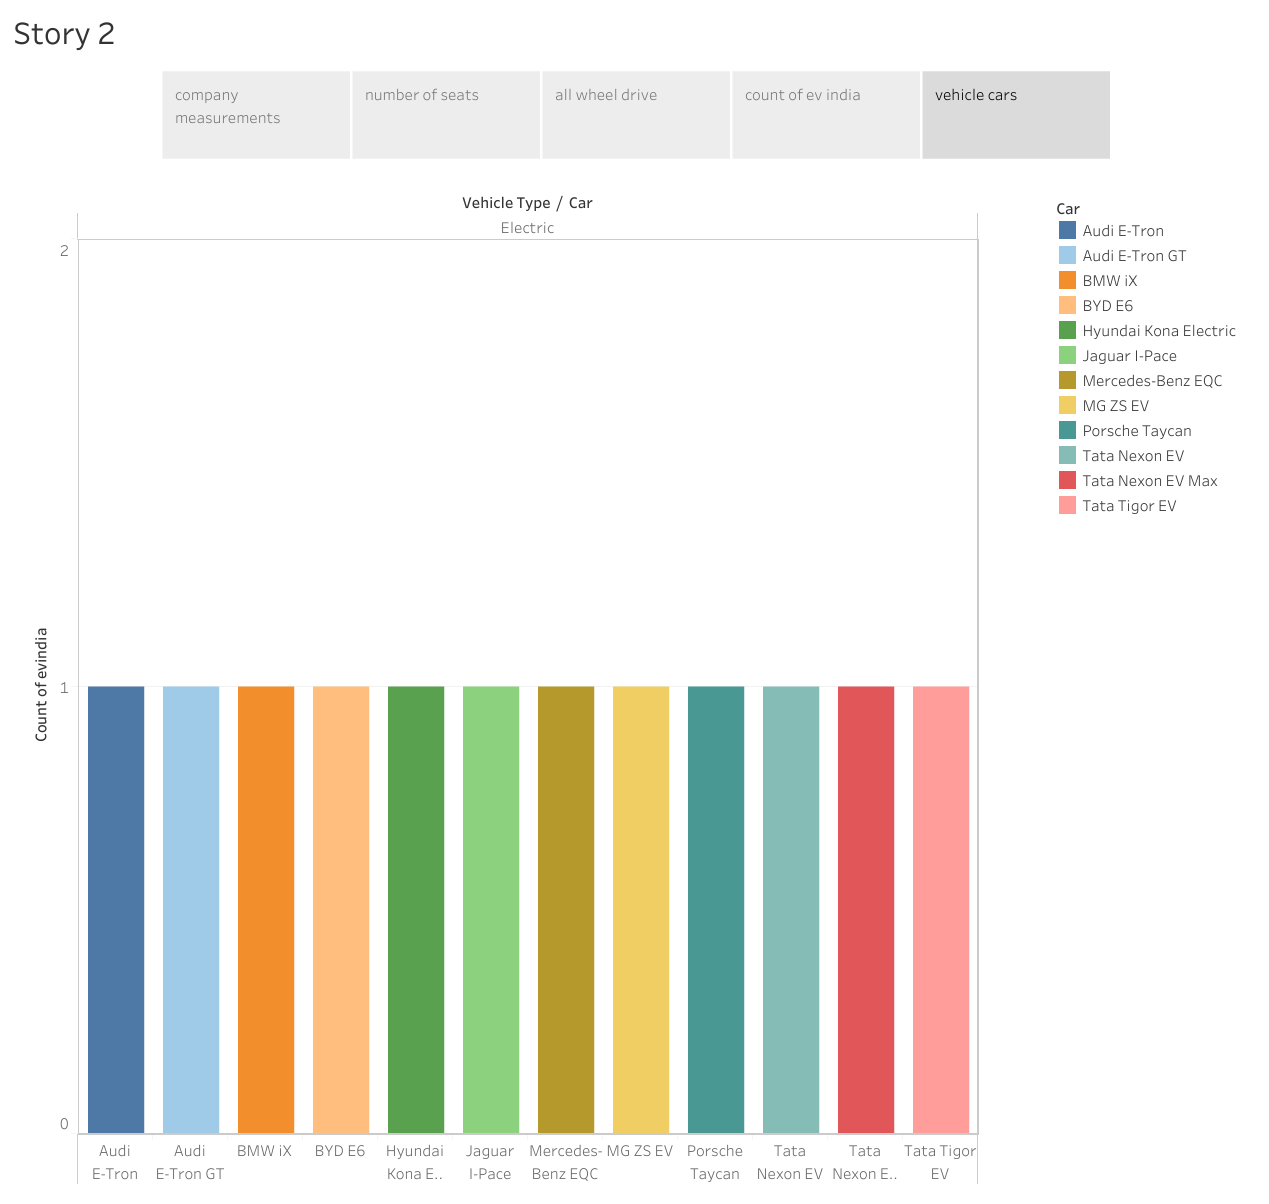 Story 2
company
measurements
number of seats
all wheel drive
count of ev india
vehicle cars
Vehicle Type / Car
Electric
2
1
0
Count of evindia
Audi
E-Tron
Audi
E-Tron GT
BMW iX
BYD E6
Hyundai
Kona E..
Jaguar
I-Pace
Mercedes-
Benz EQC
MG ZS EV
Porsche
Taycan
Tata
Nexon EV
Tata
Nexon E..
Tata Tigor
EV
Car
Audi E-Tron
Audi E-Tron GT
BMW iX
BYD E6
Hyundai Kona Electric
Jaguar I-Pace
Mercedes-Benz EQC
MG ZS EV
Porsche Taycan
Tata Nexon EV
Tata Nexon EV Max
Tata Tigor EV